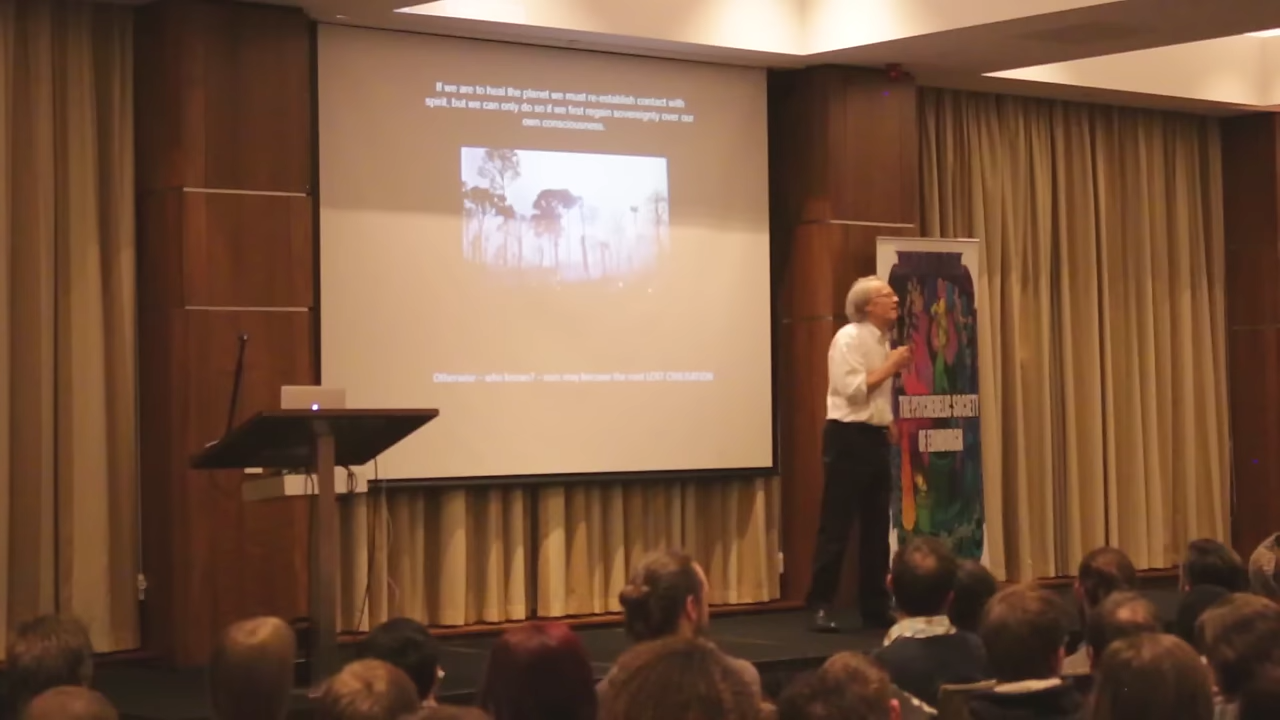 If we are to heal the planet we must re-establish contact with
spirit, but we can only do so if we first regain sovereignty over our
own consciousness.
Otherwise - who knows? - ours may become the next LOST CIVILISATION
THE PSYCHEDELIC SOCIETY
OF EDINBURGH